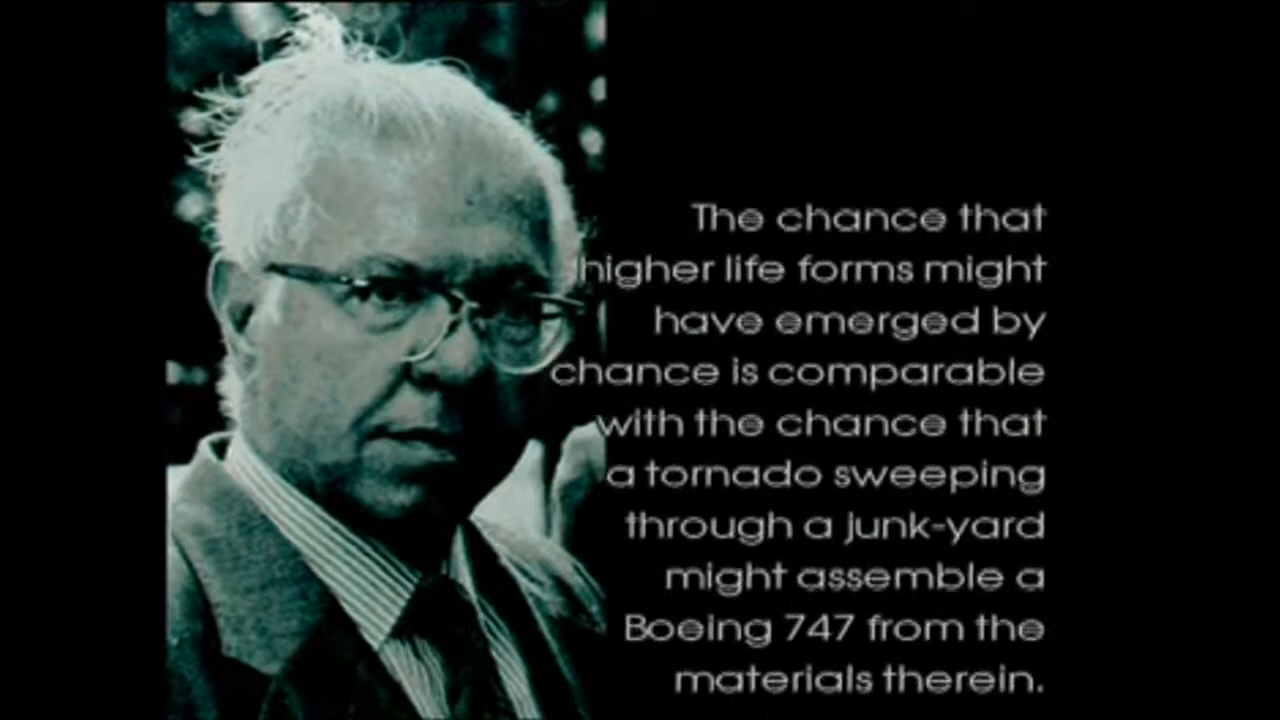 The chance that
higher life forms might
have emerged by
chance is comparable
with the chance that
a tornado sweeping
through a junk-yard
might assemble a
Boeing 747 from the
materials therein.